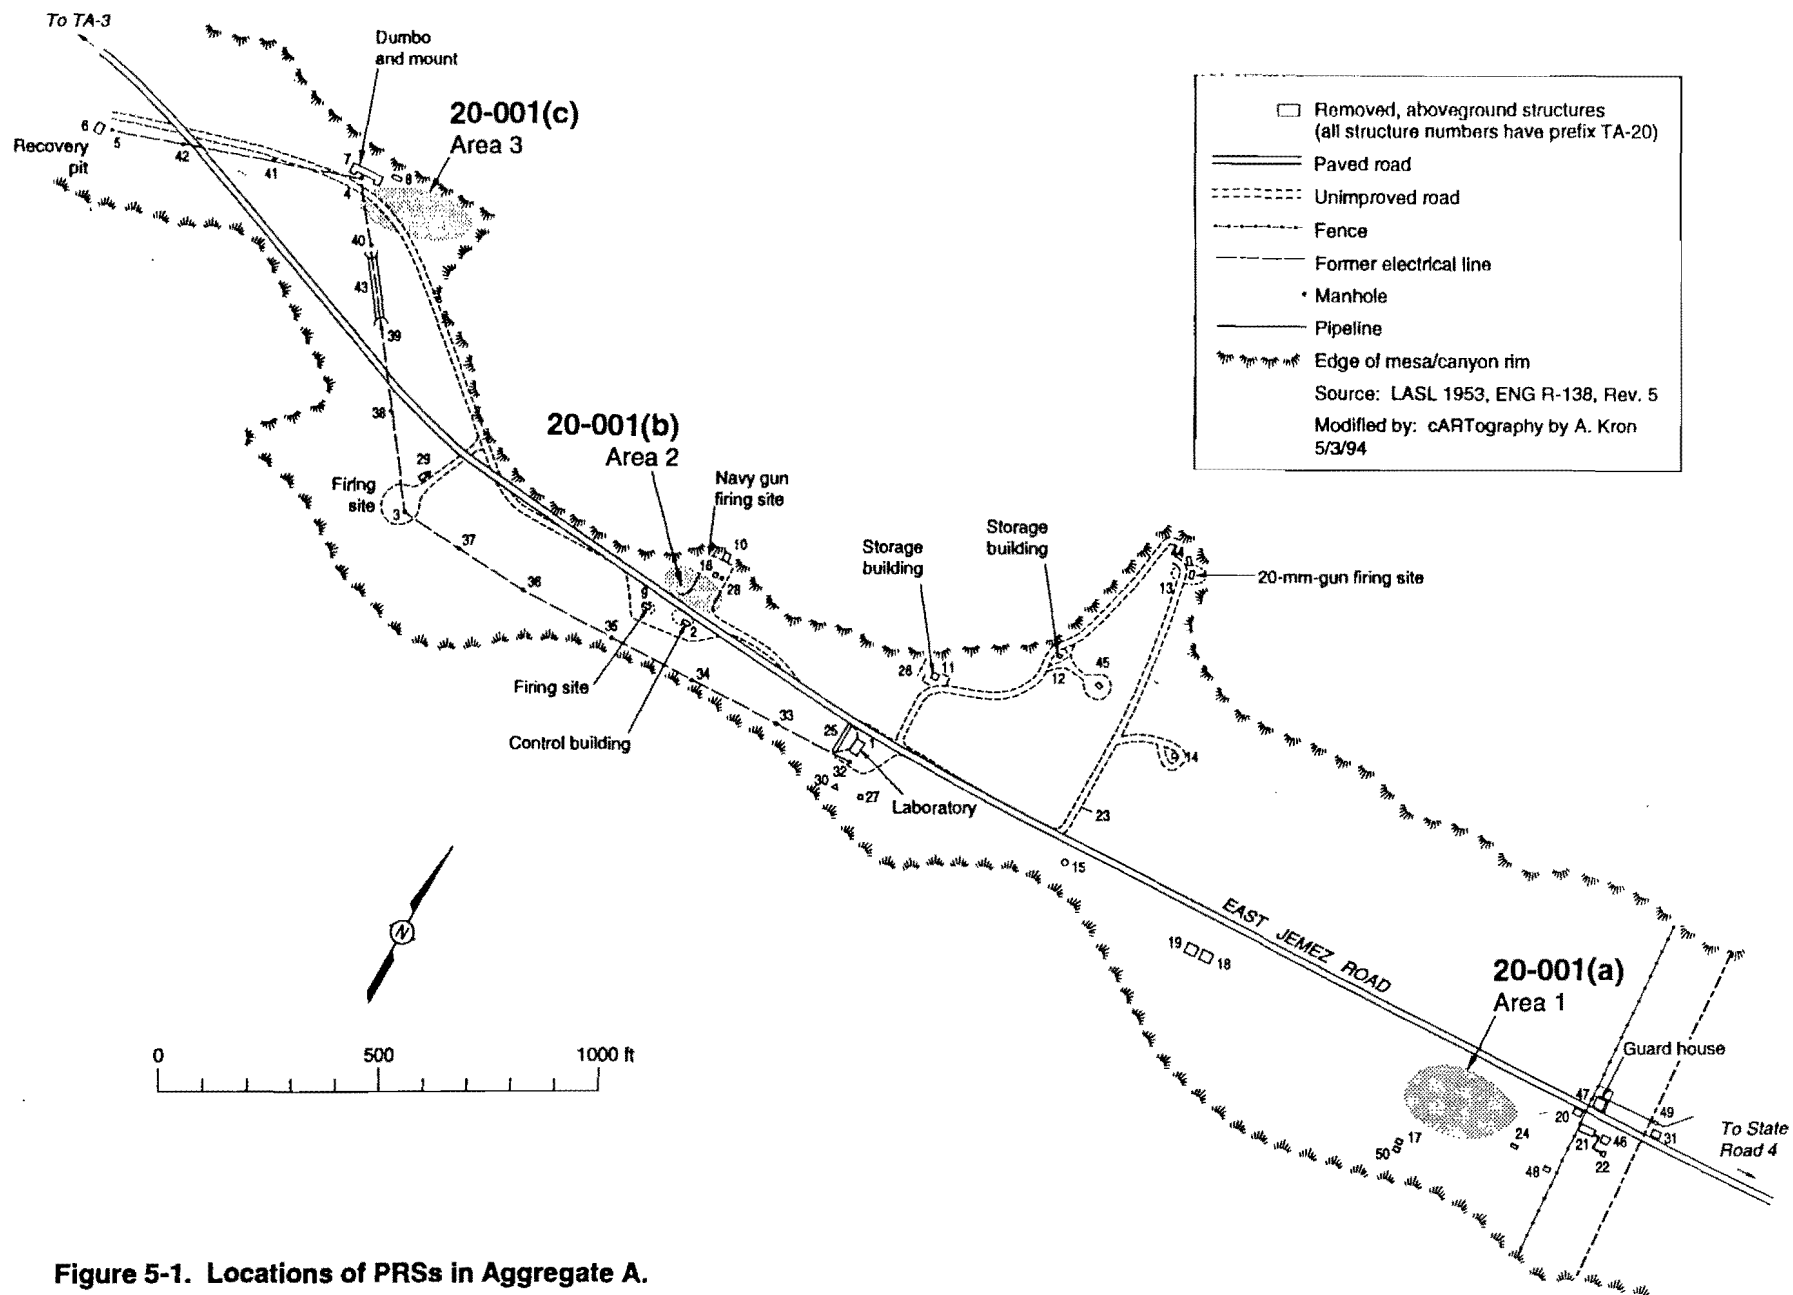 To TA-3
Dumbo
and mount
20-001(c)
Area 3
6
Recovery
pit
5
42
41
7
8
4
40
43
39
38
Removed, aboveground structures
(all structure numbers have prefix TA-20)
Paved road
Unimproved road
Fence
Former electrical line
Manhole
Pipeline
Edge of mesa/canyon rim
Source: LASL 1953, ENG R-138, Rev. 5
Modified by: cARTography by A. Kron
5/3/94
20-001(b)
Area 2
29
Firing
site
3
37
36
35
34
33
Navy gun
firing site
10
16
28
9
2
Firing site
Control building
Storage
building
26
11
Storage
building
12
45
13
20-mm-gun firing site
14
23
25
1
32
30
27
Laboratory
15
EAST JEMEZ ROAD
19
18
20-001(a)
Area 1
Guard house
47
20
49
31
21
46
22
24
48
17
50
To State
Road 4
N
0
500
1000 ft
Figure 5-1. Locations of PRSs in Aggregate A.